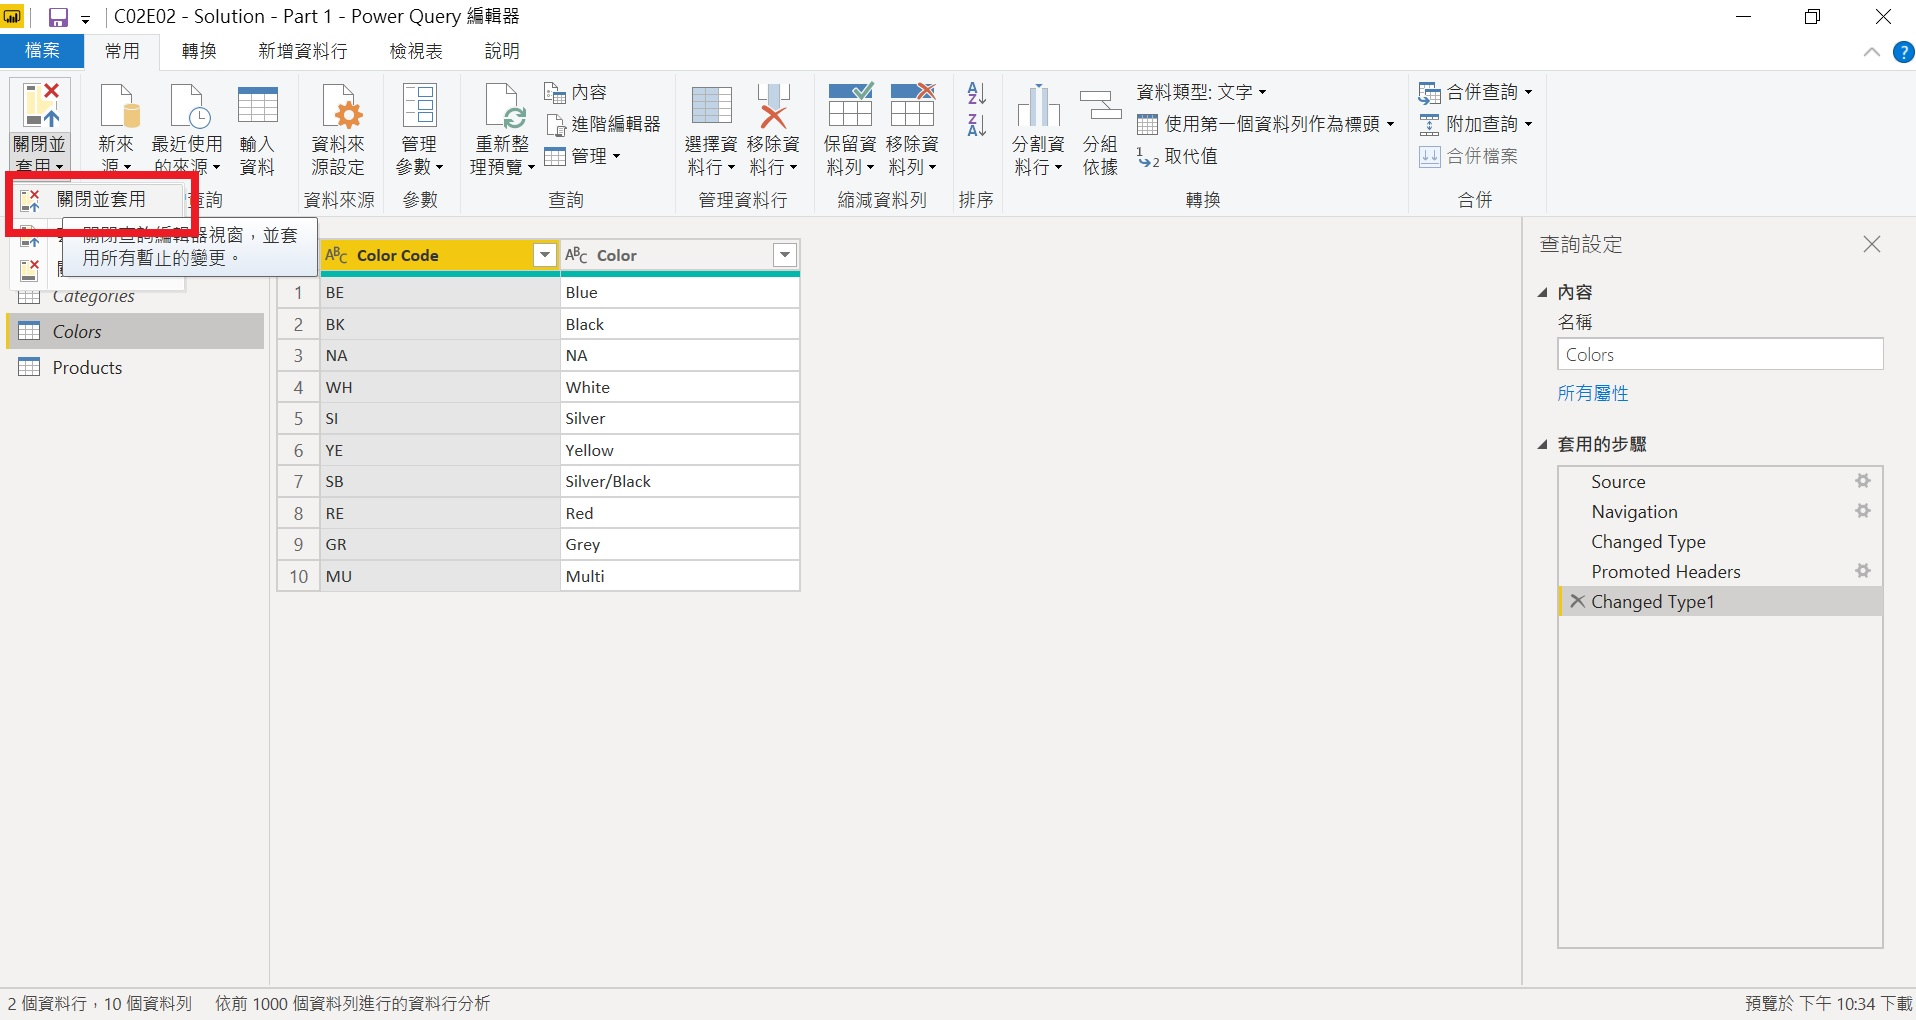 C02E02 - Solution - Part 1 - Power Query 編輯器
檔案
常用
轉換
新增資料行
檢視表
說明
關閉並
套用
新來
源
最近使用
的來源
輸入
資料
資料來
源設定
管理
參數
重新整
理預覽
內容
進階編輯器
管理
選擇資
料行
移除資
料行
保留資
料列
移除資
料列
分割資
料行
分組
依據
資料類型: 文字
使用第一個資料列作為標頭
取代值
合併查詢
附加查詢
合併檔案
關閉並套用
查詢
資料來源
參數
查詢
管理資料行
縮減資料列
排序
轉換
合併
關閉查詢編輯器視窗，並套
用所有暫止的變更。
Categories
Colors
Products
Color Code
Color
1 BE Blue
2 BK Black
3 NA NA
4 WH White
5 SI Silver
6 YE Yellow
7 SB Silver/Black
8 RE Red
9 GR Grey
10 MU Multi
查詢設定
內容
名稱
Colors
所有屬性
套用的步驟
Source
Navigation
Changed Type
Promoted Headers
Changed Type1
2 個資料行，10 個資料列
依前 1000 個資料列進行的資料行分析
預覽於 下午 10:34 下載